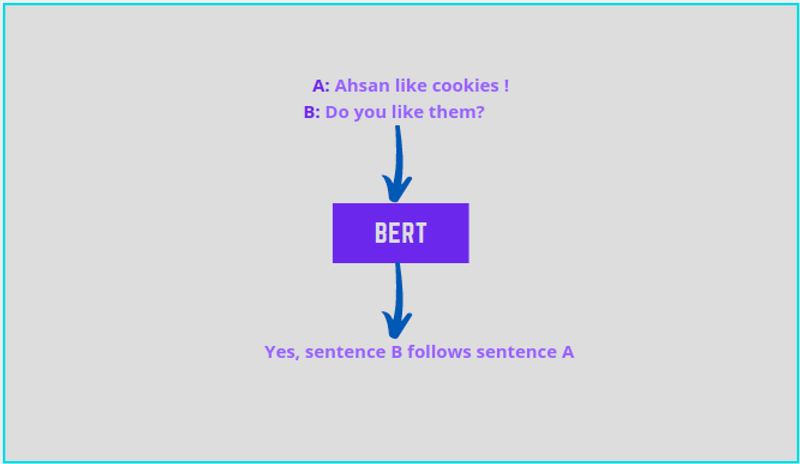 A: Ahsan like cookies !
B: Do you like them?
BERT
Yes, sentence B follows sentence A